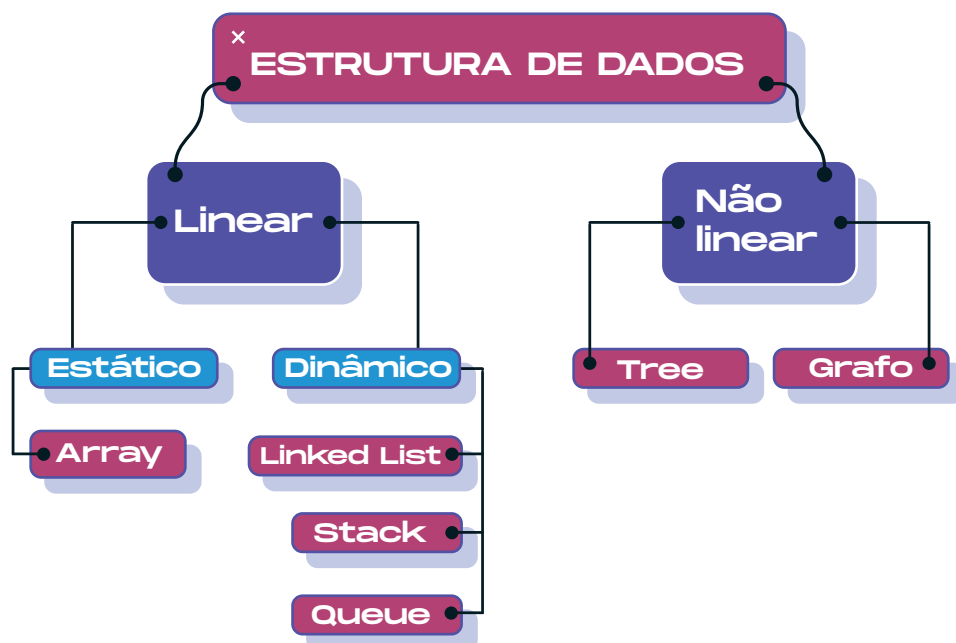 ESTRUTURA DE DADOS
Linear
Não
linear
Estático
Dinâmico
Tree
Grafo
Array
Linked List
Stack
Queue